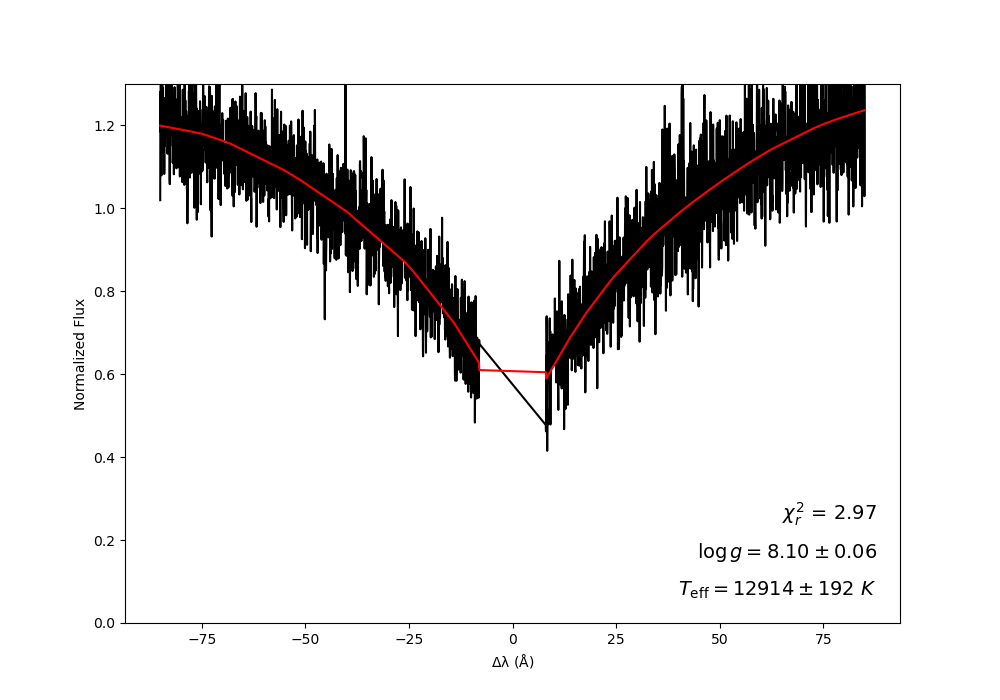 1.2
1.0
0.8
0.6
0.4
0.2
0.0
Normalized Flux
χ²ᵣ = 2.97
log g = 8.10 ± 0.06
T_eff = 12914 ± 192 K
−75 −50 −25 0 25 50 75
Δλ (Å)